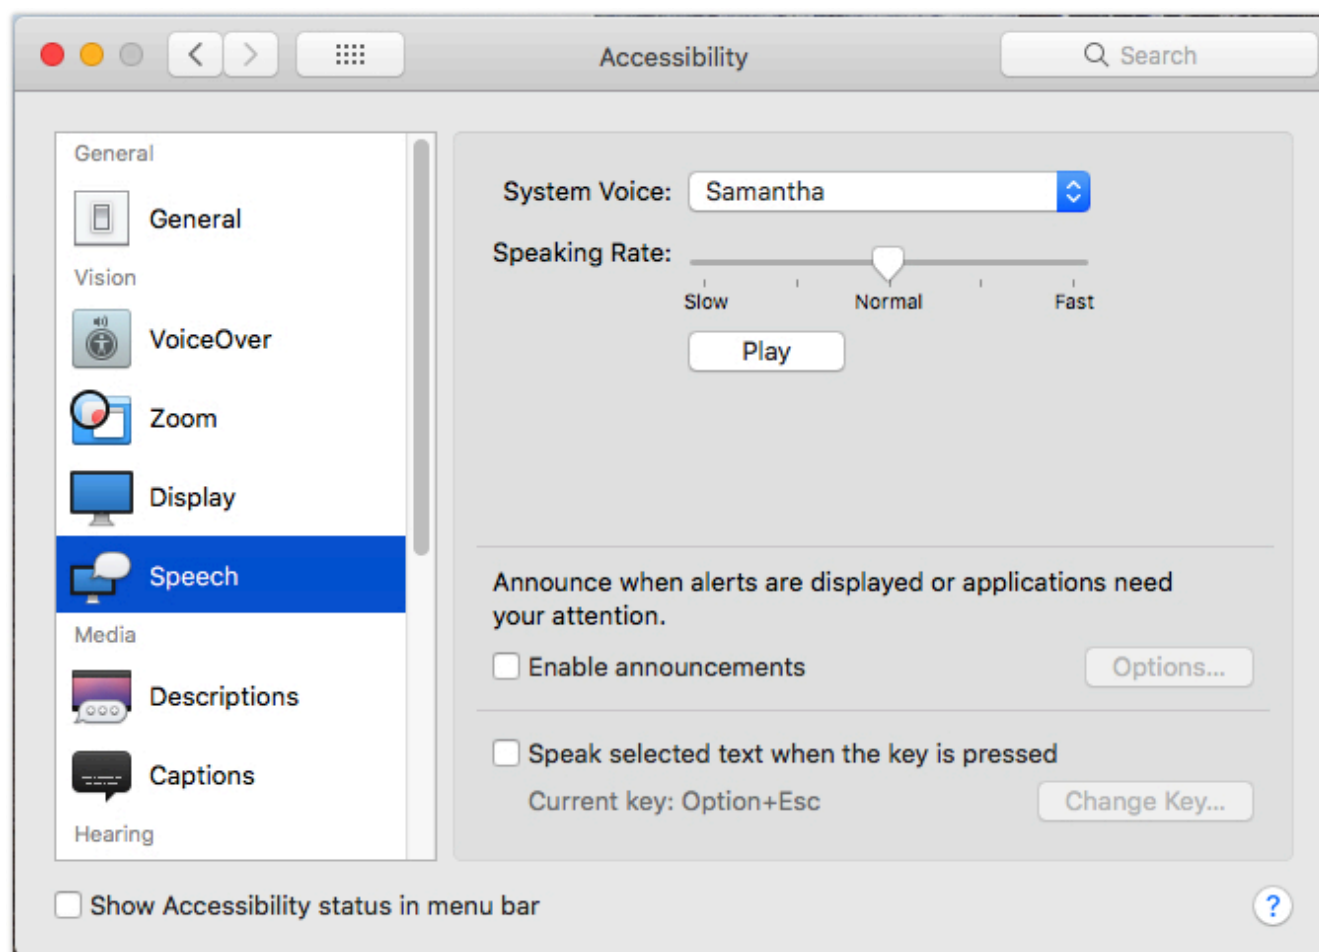 Accessibility
Search
General
General
Vision
VoiceOver
Zoom
Display
Speech
Media
Descriptions
Captions
Hearing
System Voice: Samantha
Speaking Rate:
Slow Normal Fast
Play
Announce when alerts are displayed or applications need
your attention.
Enable announcements Options...
Speak selected text when the key is pressed
Current key: Option+Esc Change Key...
Show Accessibility status in menu bar ?